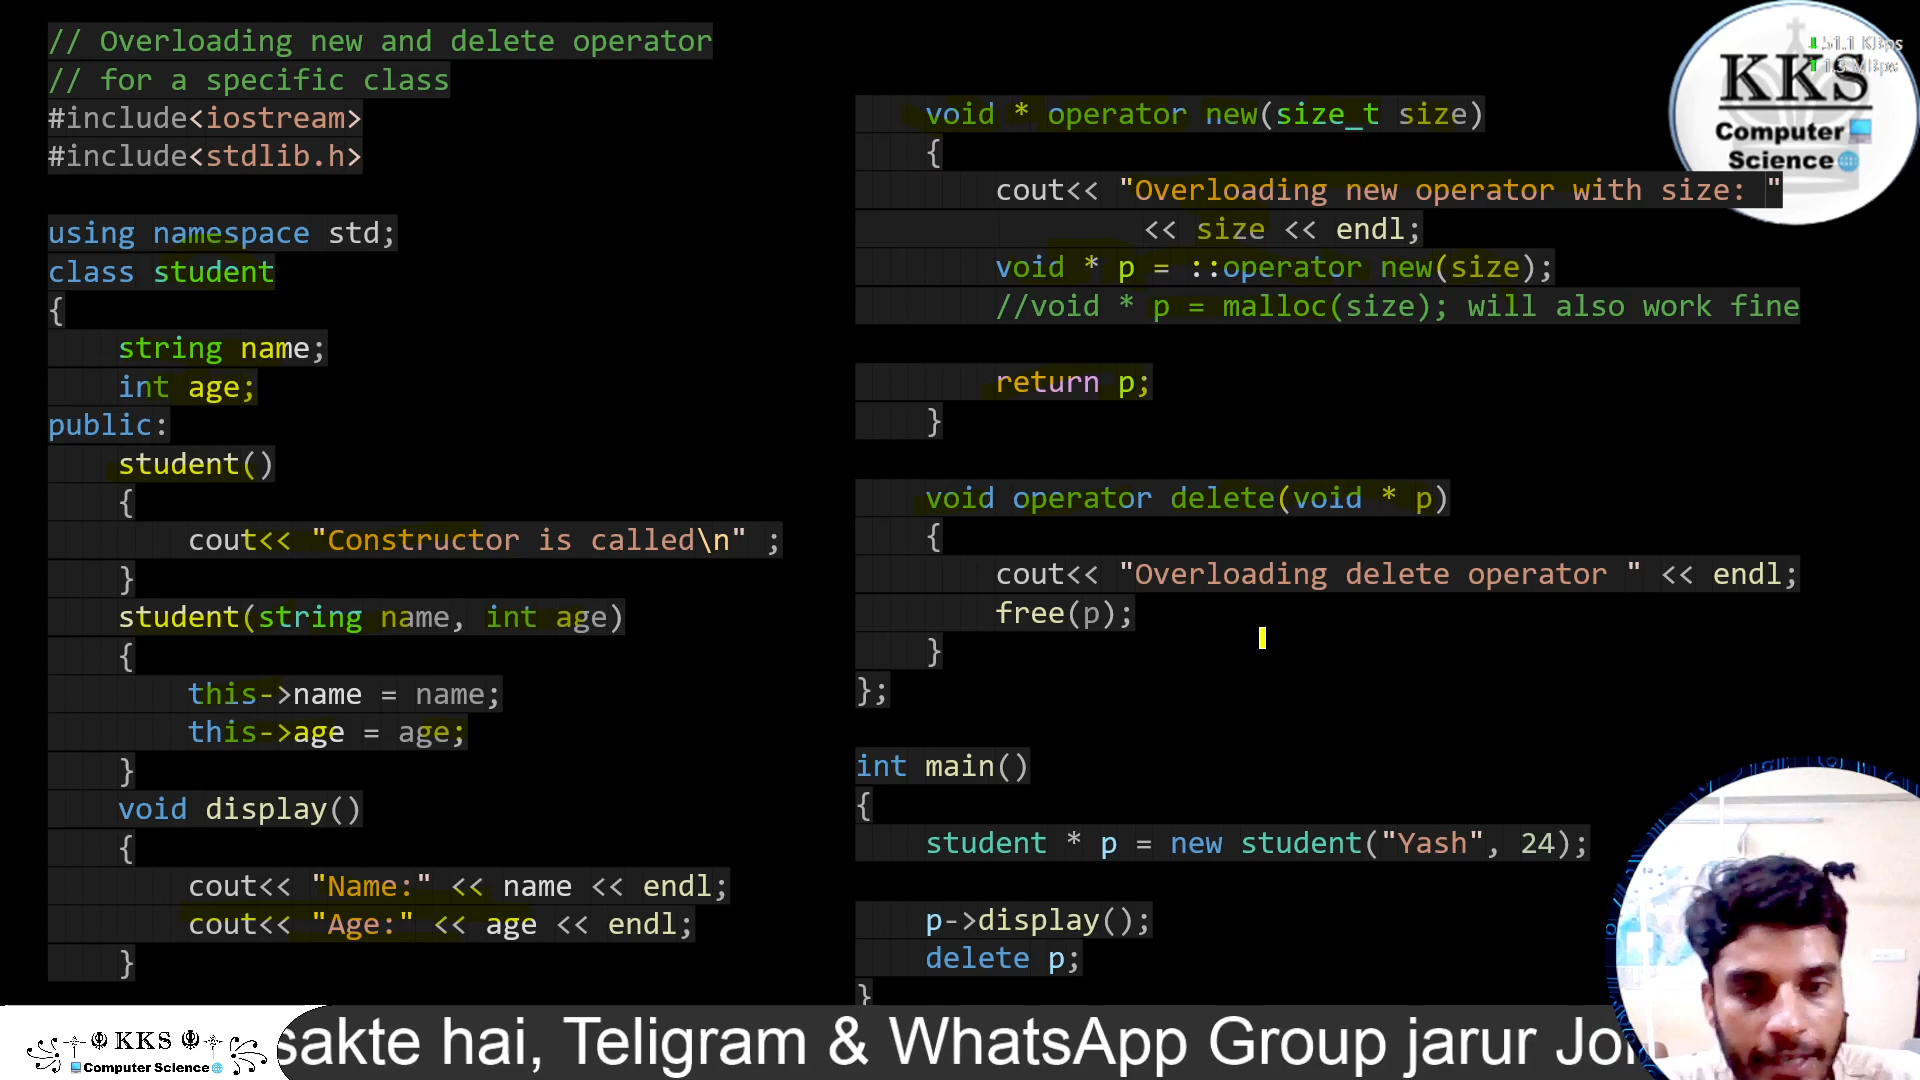 // Overloading new and delete operator
// for a specific class
#include<iostream>
#include<stdlib.h>
using namespace std;
class student
{
string name;
int age;
public:
student()
{
cout<< "Constructor is called\n" ;
}
student(string name, int age)
{
this->name = name;
this->age = age;
}
void display()
{
cout<< "Name:" << name << endl;
cout<< "Age:" << age << endl;
}
void * operator new(size_t size)
{
cout<< "Overloading new operator with size: "
<< size << endl;
void * p = ::operator new(size);
//void * p = malloc(size); will also work fine
return p;
}
void operator delete(void * p)
{
cout<< "Overloading delete operator " << endl;
free(p);
}
};
int main()
{
student * p = new student("Yash", 24);
p->display();
delete p;
}
KKS
Computer
Science
51.1 KBps
KKS
Computer Science
sakte hai, Teligram & WhatsApp Group jarur